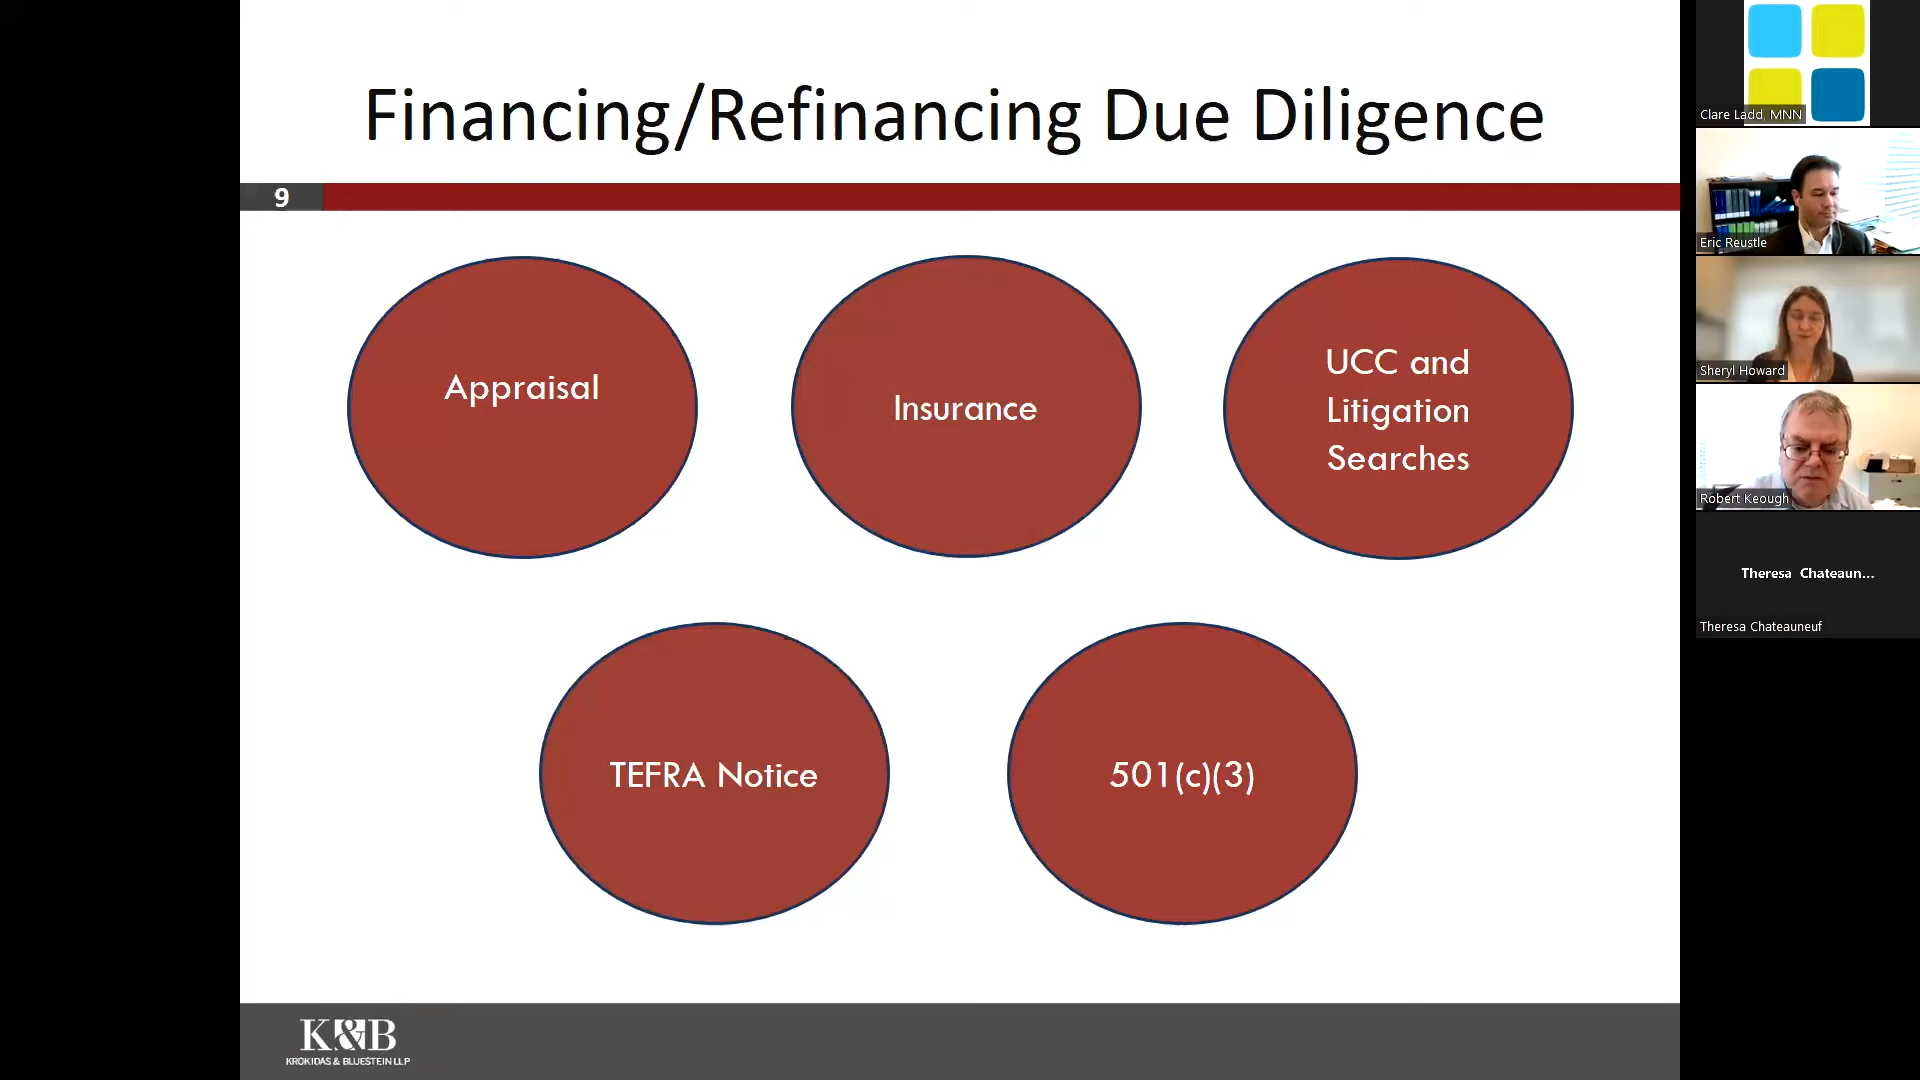 Financing/Refinancing Due Diligence
9
Appraisal
Insurance
UCC and
Litigation
Searches
TEFRA Notice
501(c)(3)
K&B
KROKIDAS & BLUESTEIN LLP
Clare Ladd, MNN
Eric Reustle
Sheryl Howard
Robert Keough
Theresa Chateaun...
Theresa Chateauneuf